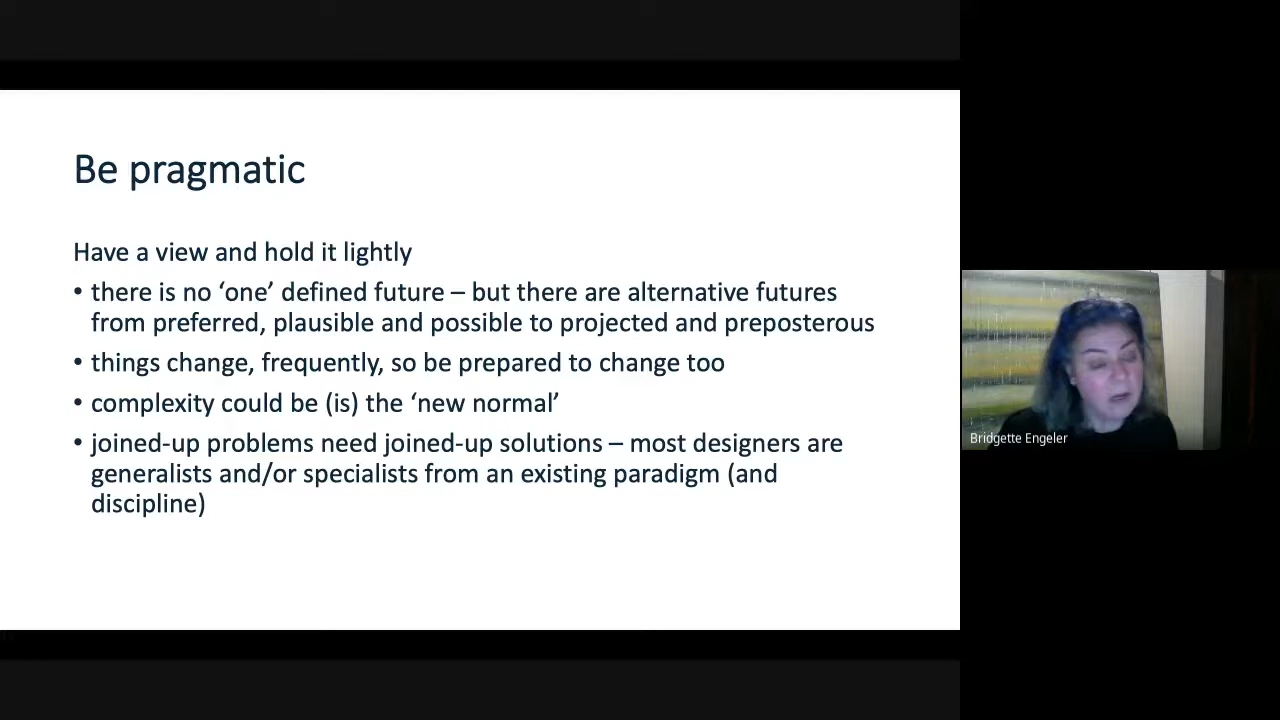 Be pragmatic
Have a view and hold it lightly
• there is no ‘one’ defined future – but there are alternative futures
from preferred, plausible and possible to projected and preposterous
• things change, frequently, so be prepared to change too
• complexity could be (is) the ‘new normal’
• joined-up problems need joined-up solutions – most designers are
generalists and/or specialists from an existing paradigm (and
discipline)
Bridgette Engeler